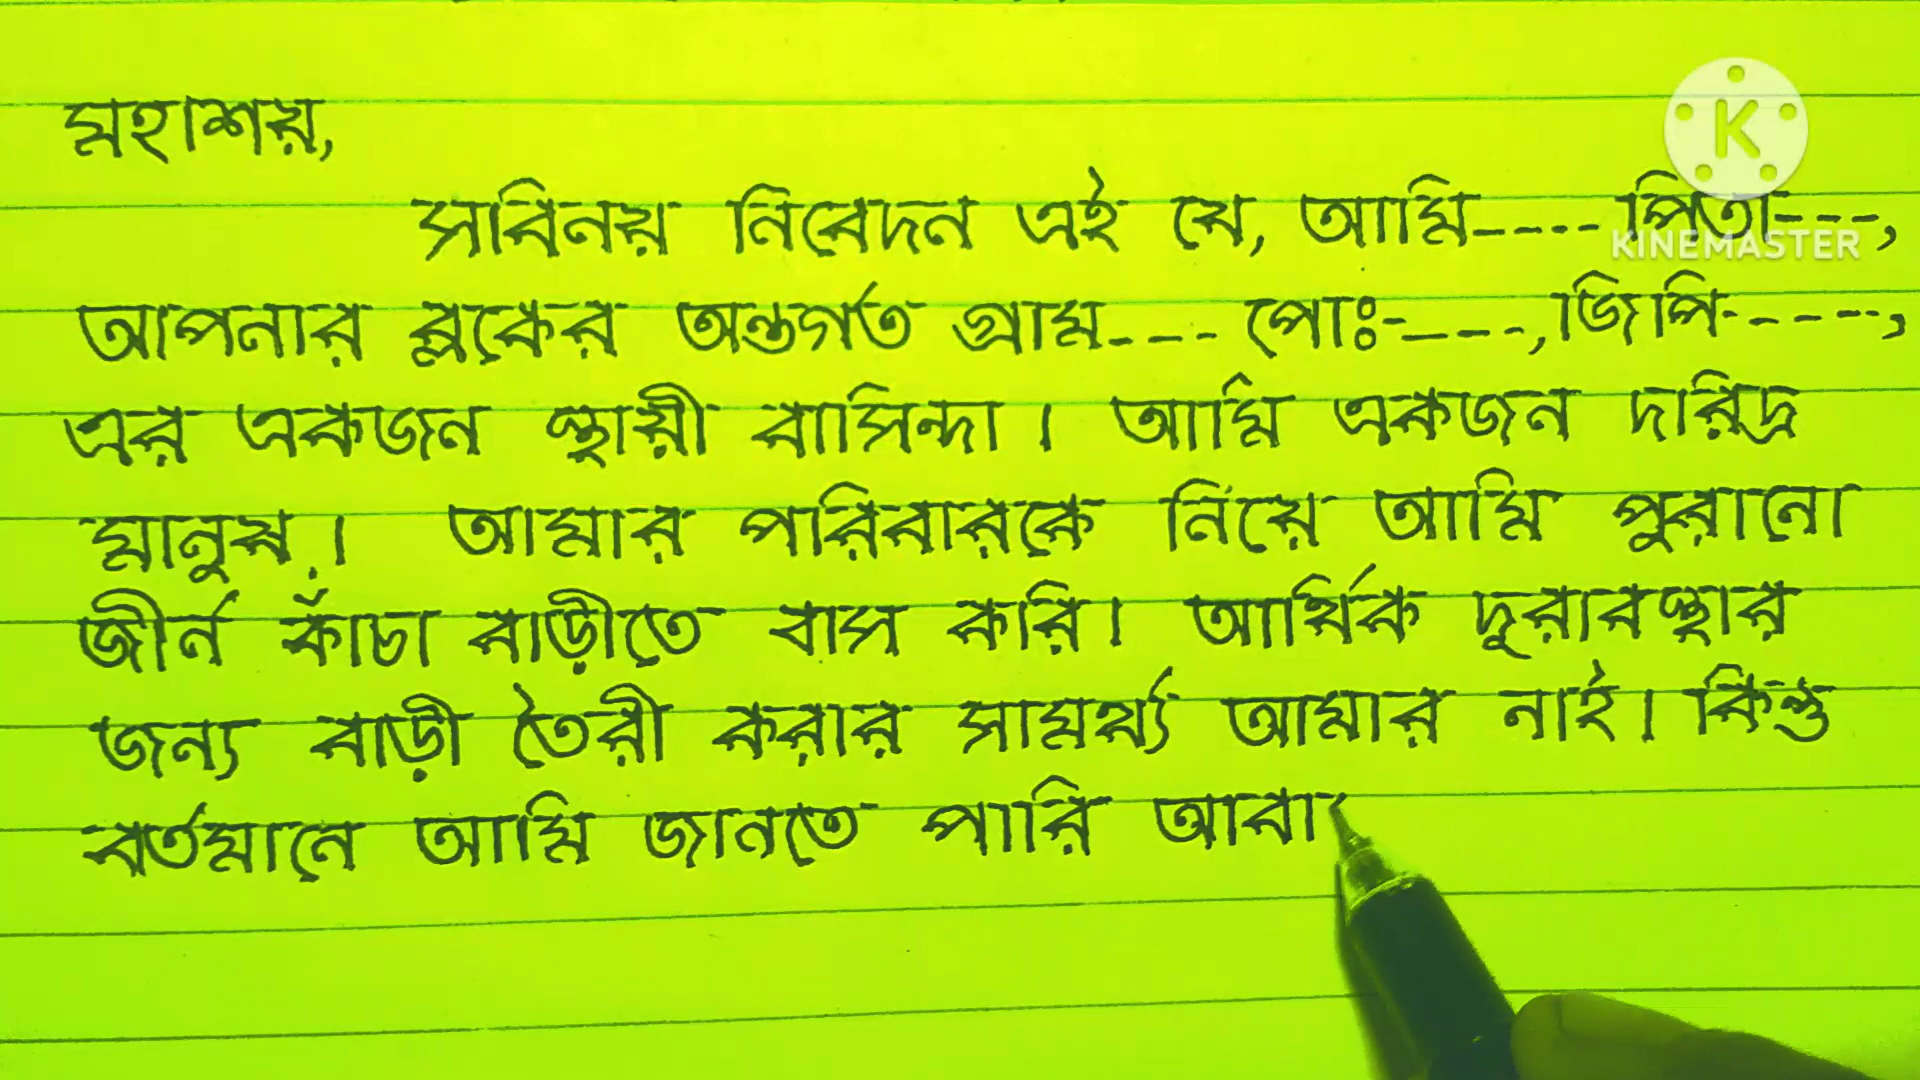 মহাশয়,
সবিনয় নিবেদন এই যে, আমি---- পিতা---,
আপনার ব্লকের অন্তর্গত গ্রাম---- পোঃ-----,জিপি-----,
এর একজন স্থায়ী বাসিন্দা। আমি একজন দরিদ্র
মানুষ। আমার পরিবারকে নিয়ে আমি পুরানো
জীর্ন কাঁচা বাড়ীতে বাস করি। আর্থিক দুরাবস্থার
জন্য বাড়ী তৈরী করার সামর্থ্য আমার নাই। কিন্তু
বর্তমানে আমি জানতে পারি আবা
K
KINEMASTER